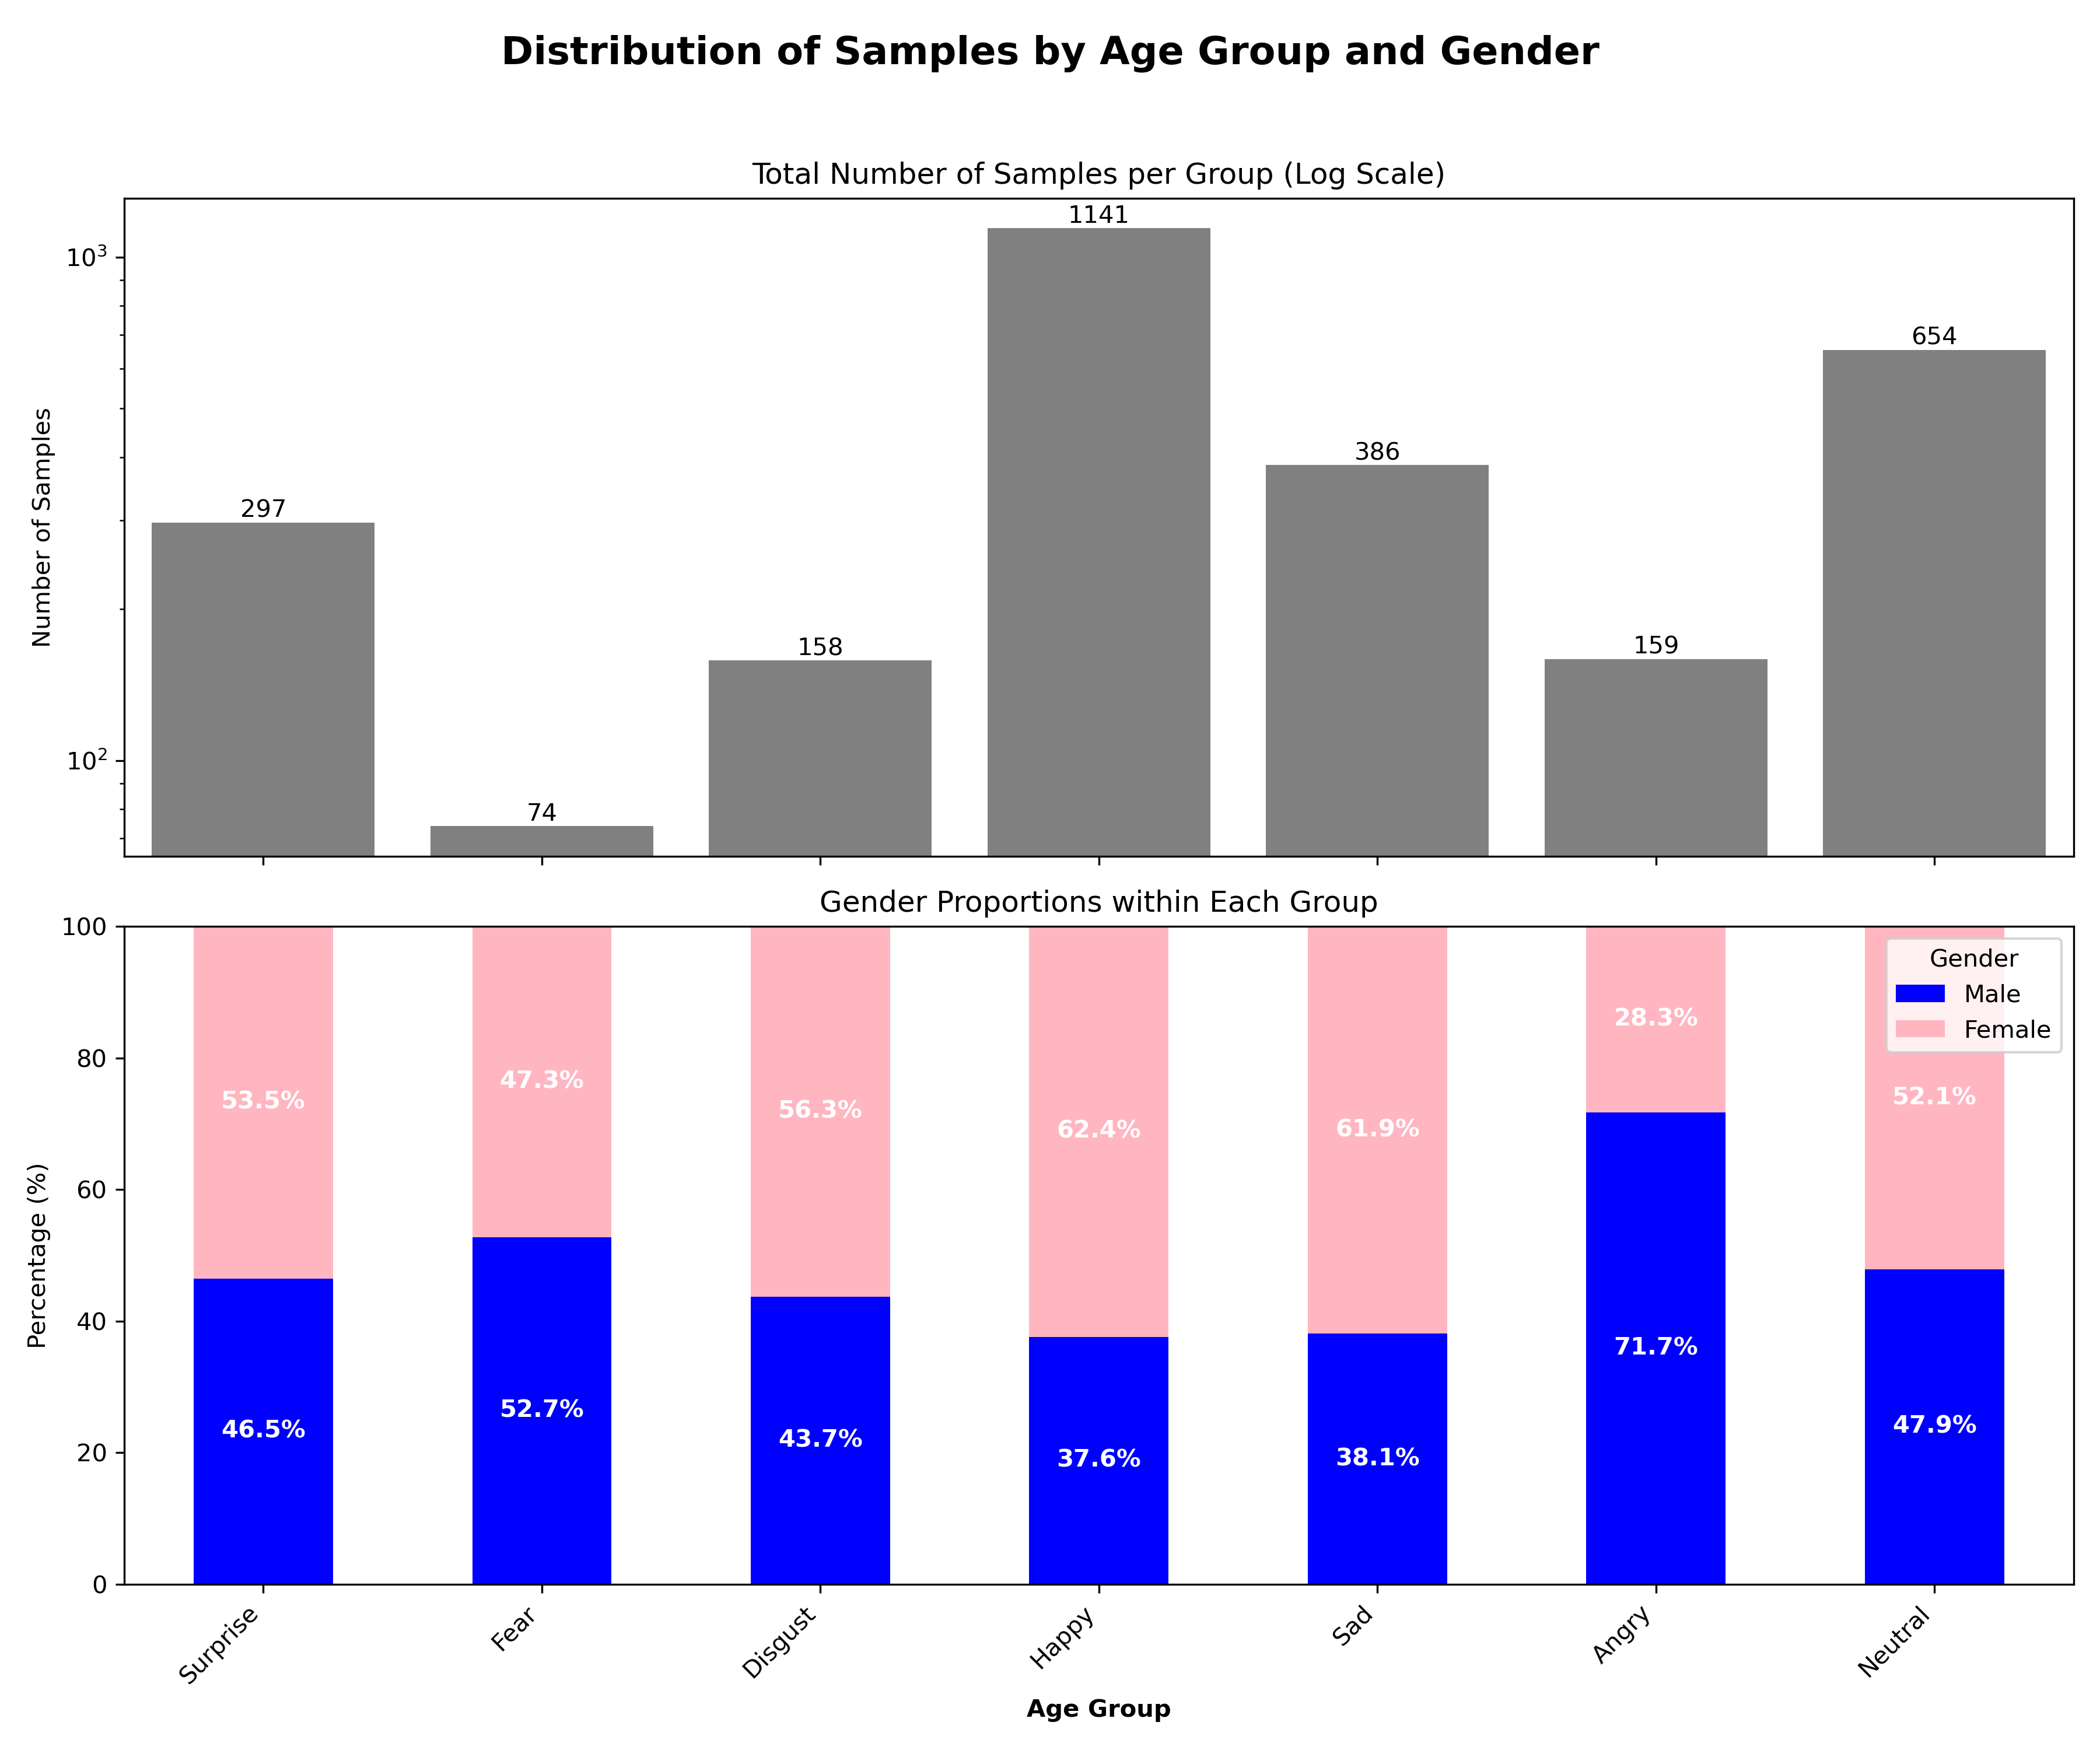 Distribution of Samples by Age Group and Gender
Total Number of Samples per Group (Log Scale)
Number of Samples
10³
10²
297
74
158
1141
386
159
654
Gender Proportions within Each Group
Percentage (%)
100
80
60
40
20
0
Gender
Male
Female
53.5%
47.3%
56.3%
62.4%
61.9%
28.3%
52.1%
46.5%
52.7%
43.7%
37.6%
38.1%
71.7%
47.9%
Surprise
Fear
Disgust
Happy
Sad
Angry
Neutral
Age Group